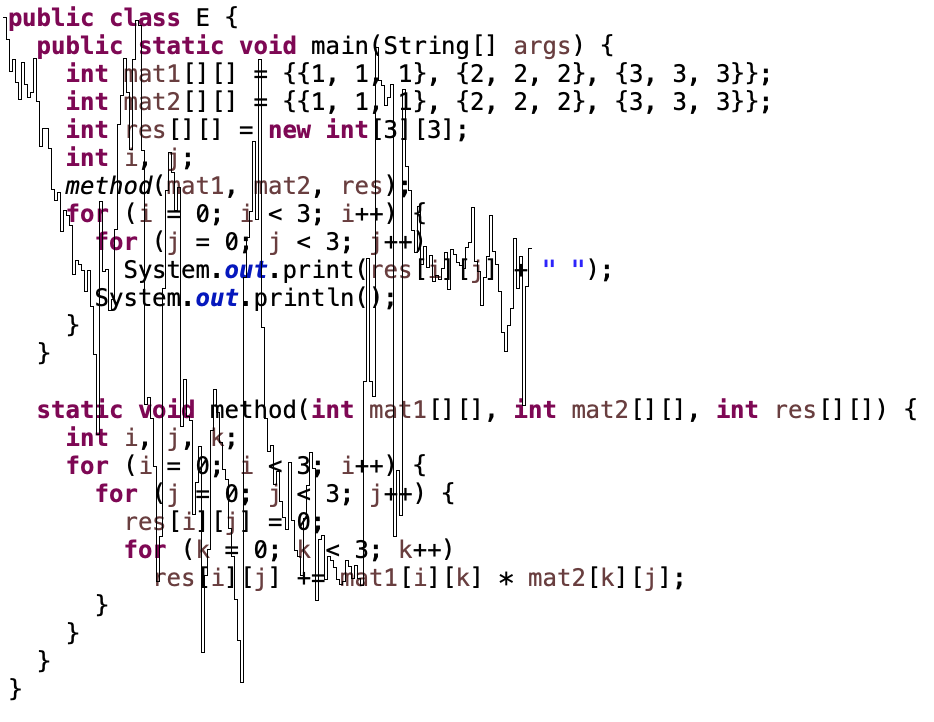 public class E {
  public static void main(String[] args) {
    int mat1[][] = {{1, 1, 1}, {2, 2, 2}, {3, 3, 3}};
    int mat2[][] = {{1, 1, 1}, {2, 2, 2}, {3, 3, 3}};
    int res[][] = new int[3][3];
    int i, j;
    method(mat1, mat2, res);
    for (i = 0; i < 3; i++) {
      for (j = 0; j < 3; j++)
        System.out.print(res[i][j] + " ");
      System.out.println();
    }
  }

  static void method(int mat1[][], int mat2[][], int res[][]) {
    int i, j, k;
    for (i = 0; i < 3; i++) {
      for (j = 0; j < 3; j++) {
        res[i][j] = 0;
        for (k = 0; k < 3; k++)
          res[i][j] += mat1[i][k] * mat2[k][j];
      }
    }
  }
}